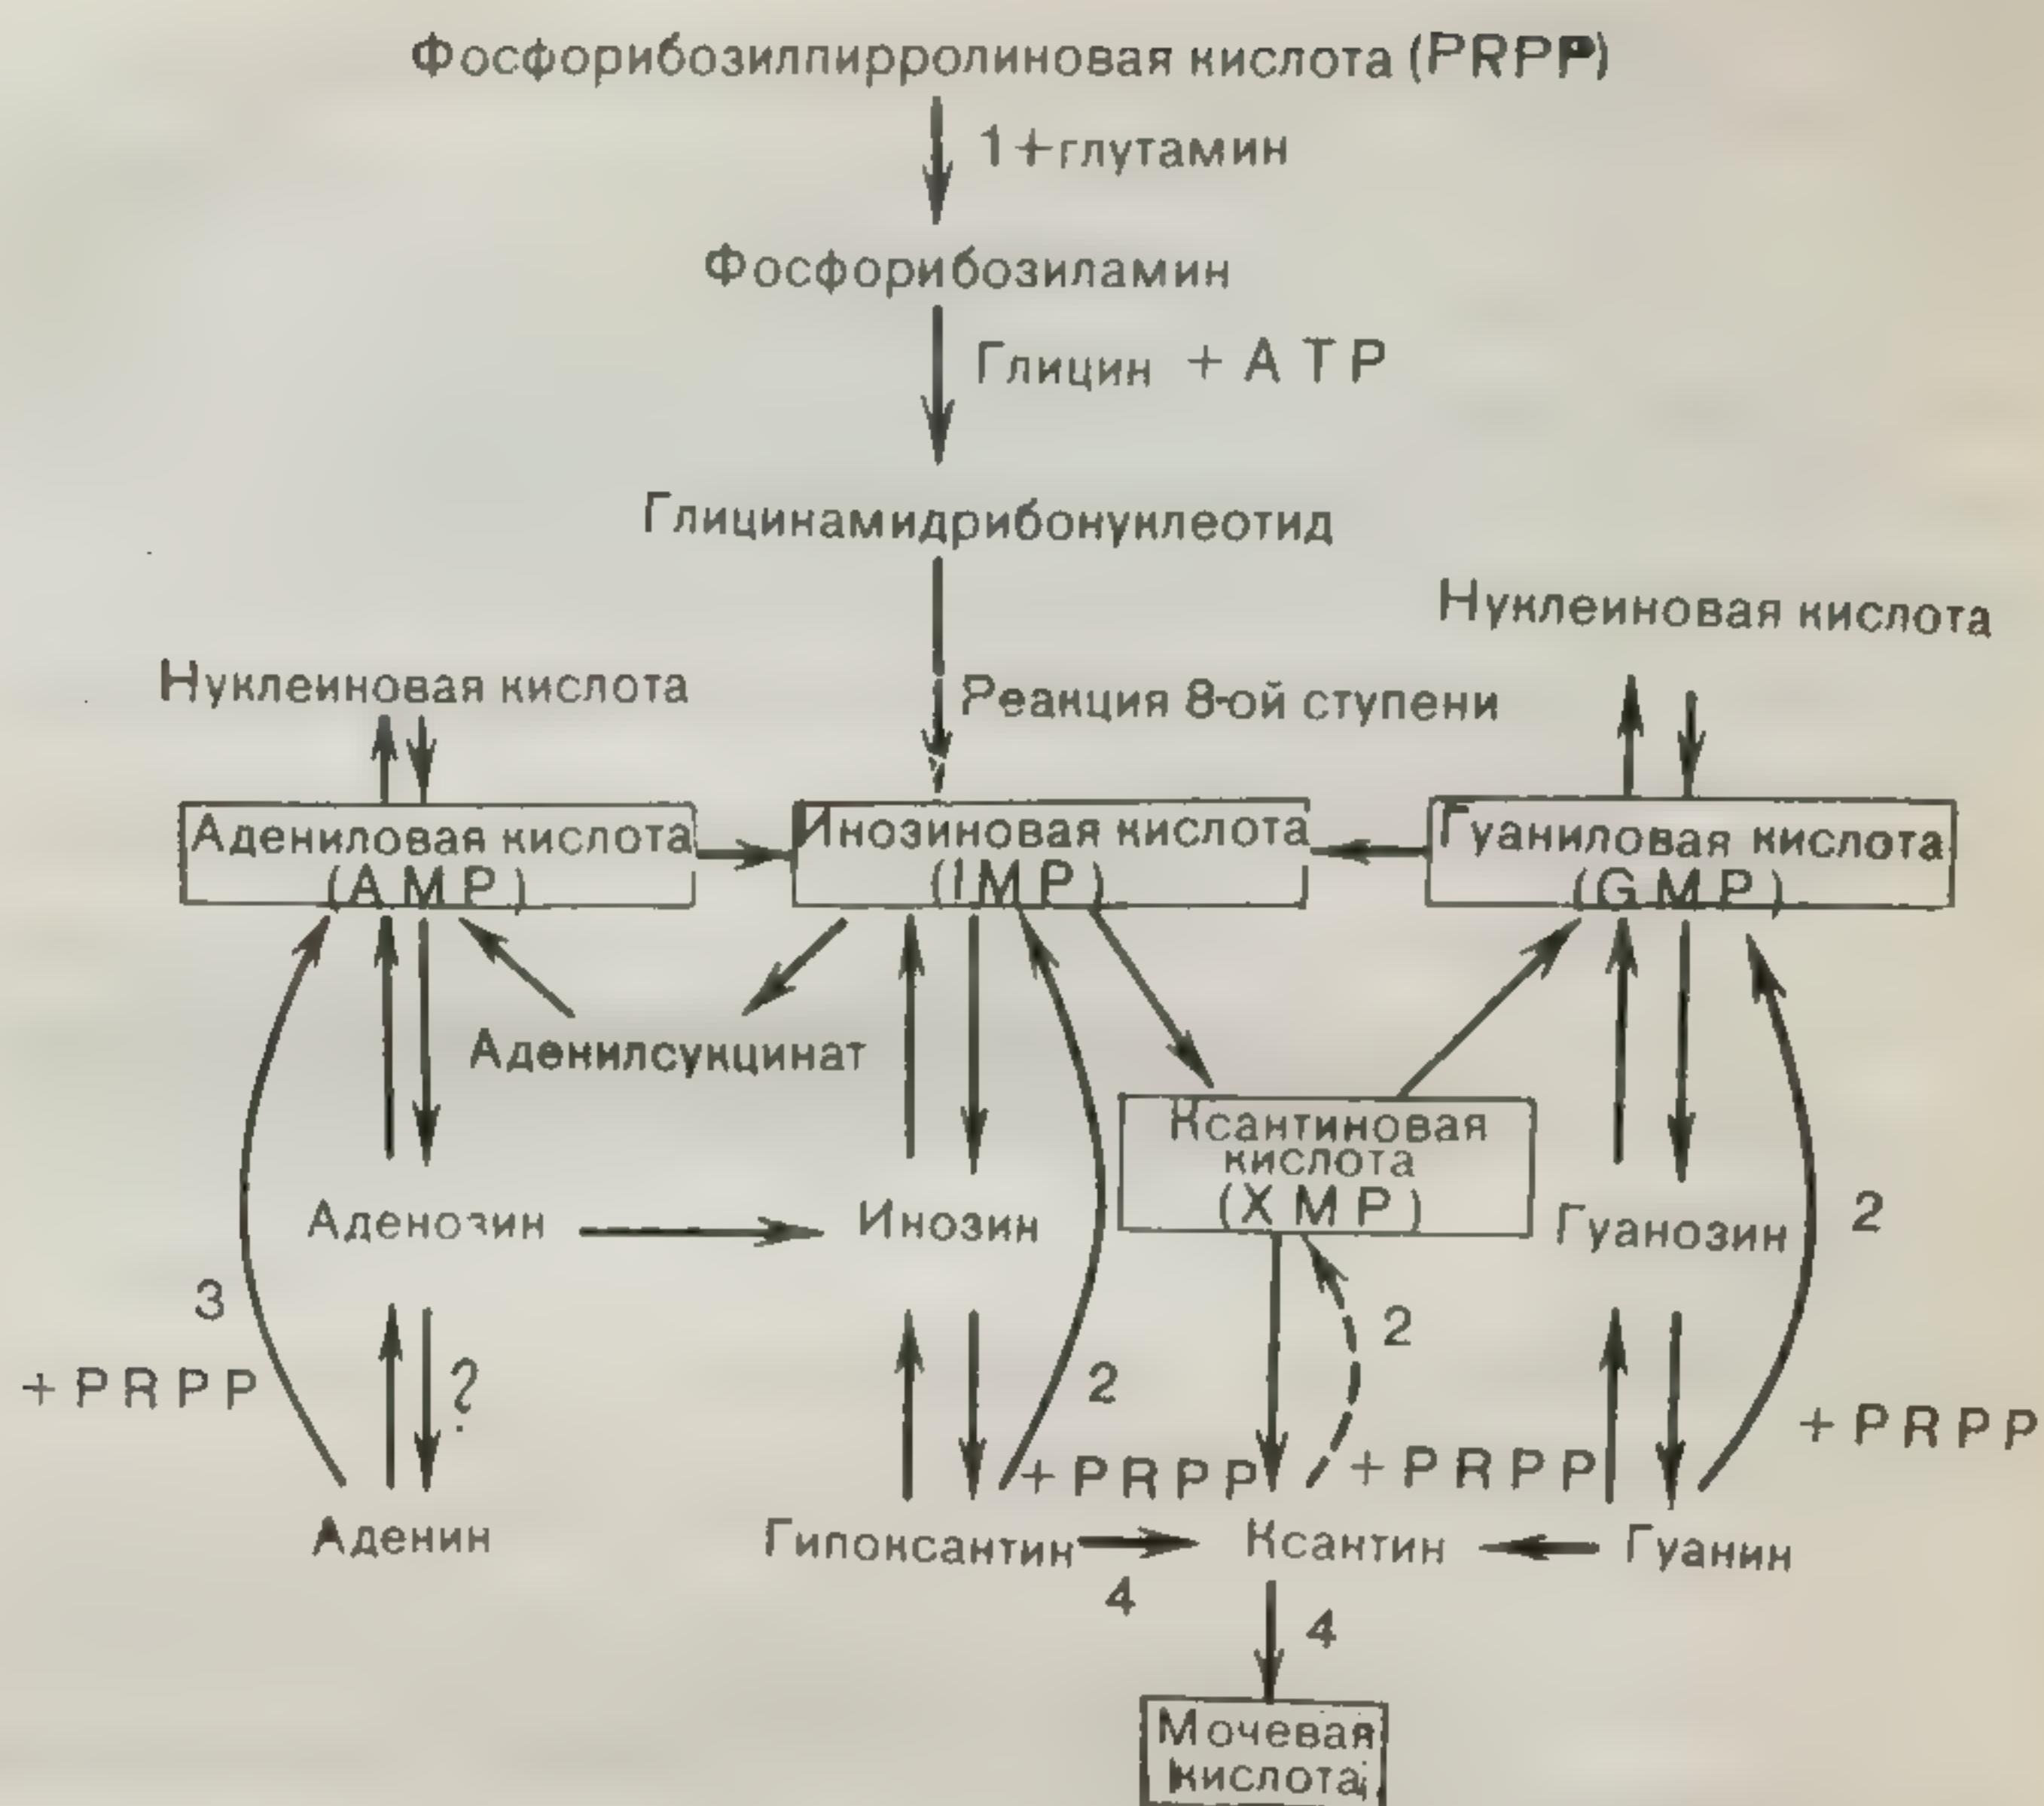 Фосфорибозилпирролиновая кислота (PRPP)
1+глутамин
Фосфорибозиламин
Глицин + ATP
Глицинамидрибонуклеотид
Нуклеиновая кислота
Нуклеиновая кислота
Реакция 8-ой ступени
Адениловая кислота
(AMP)
Инозиновая кислота
(IMP)
Гуаниловая кислота
(GMP)
Аденилсукцинат
Ксантиновая
кислота
(XMP)
Аденозин
Инозин
Гуанозин
2
3
2
+PRPP
?
2
+PRPP
+PRPP
+PRPP
Аденин
Гипоксантин
Ксантин
Гуанин
4
4
Мочевая
кислота